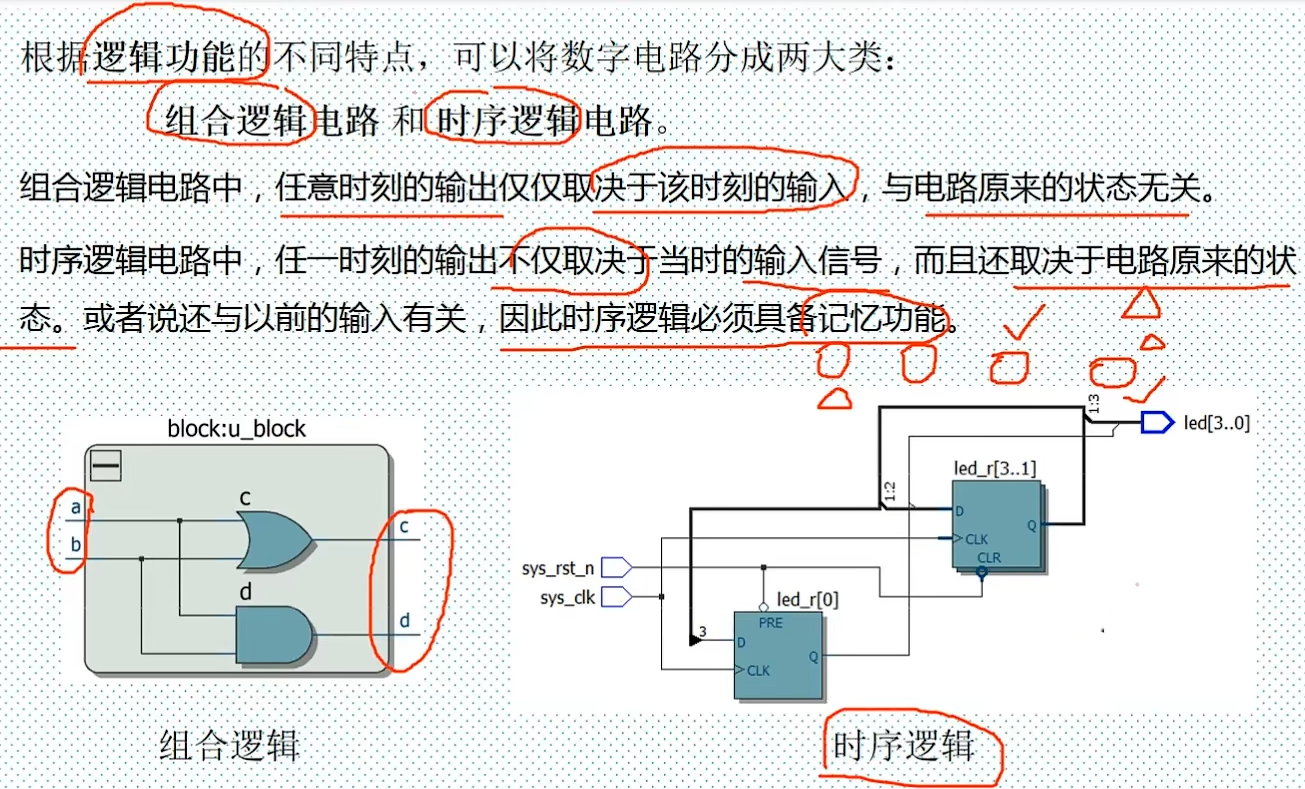 根据逻辑功能的不同特点，可以将数字电路分成两大类：
组合逻辑电路 和 时序逻辑电路。
组合逻辑电路中，任意时刻的输出仅仅取决于该时刻的输入，与电路原来的状态无关。
时序逻辑电路中，任一时刻的输出不仅取决于当时的输入信号，而且还取决于电路原来的状
态。或者说还与以前的输入有关，因此时序逻辑必须具备记忆功能。
block:u_block
a
b
c
d
c
d
1:3
led[3..0]
led_r[3..1]
1:2
D
Q
CLK
CLR
sys_rst_n
sys_clk
led_r[0]
PRE
3
D
Q
CLK
组合逻辑
时序逻辑